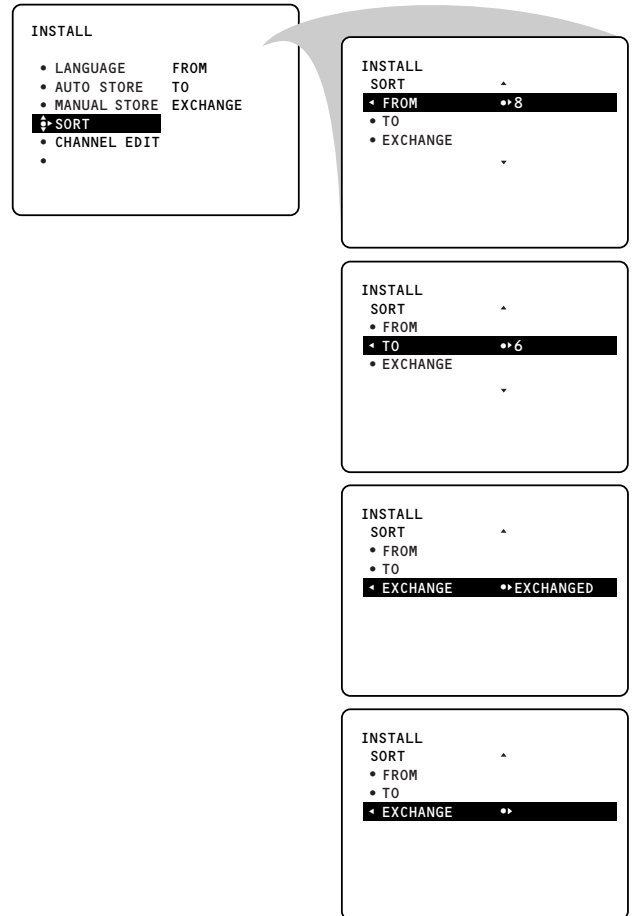 INSTALL
• LANGUAGE FROM
• AUTO STORE TO
• MANUAL STORE EXCHANGE
SORT
• CHANNEL EDIT
•
INSTALL
SORT
◂ FROM •▸8
• TO
• EXCHANGE
INSTALL
SORT
• FROM
◂ TO •▸6
• EXCHANGE
INSTALL
SORT
• FROM
• TO
◂ EXCHANGE •▸EXCHANGED
INSTALL
SORT
• FROM
• TO
◂ EXCHANGE •▸